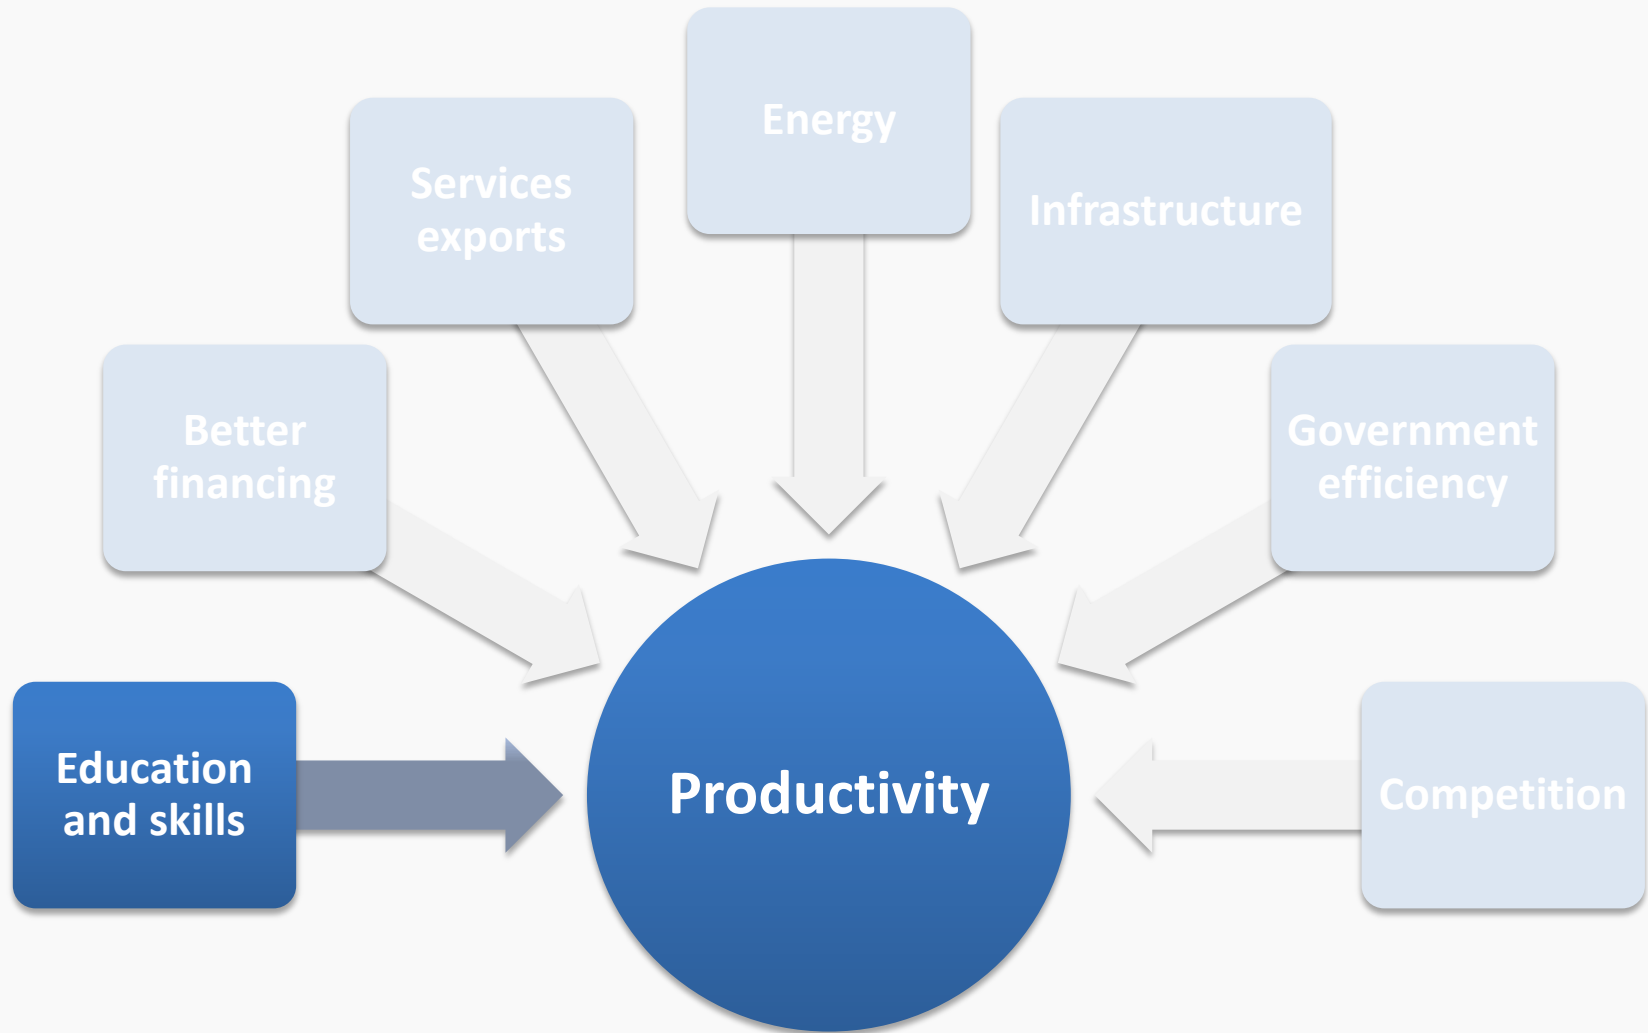 Energy
Services
exports
Infrastructure
Better
financing
Government
efficiency
Education
and skills
Productivity
Competition